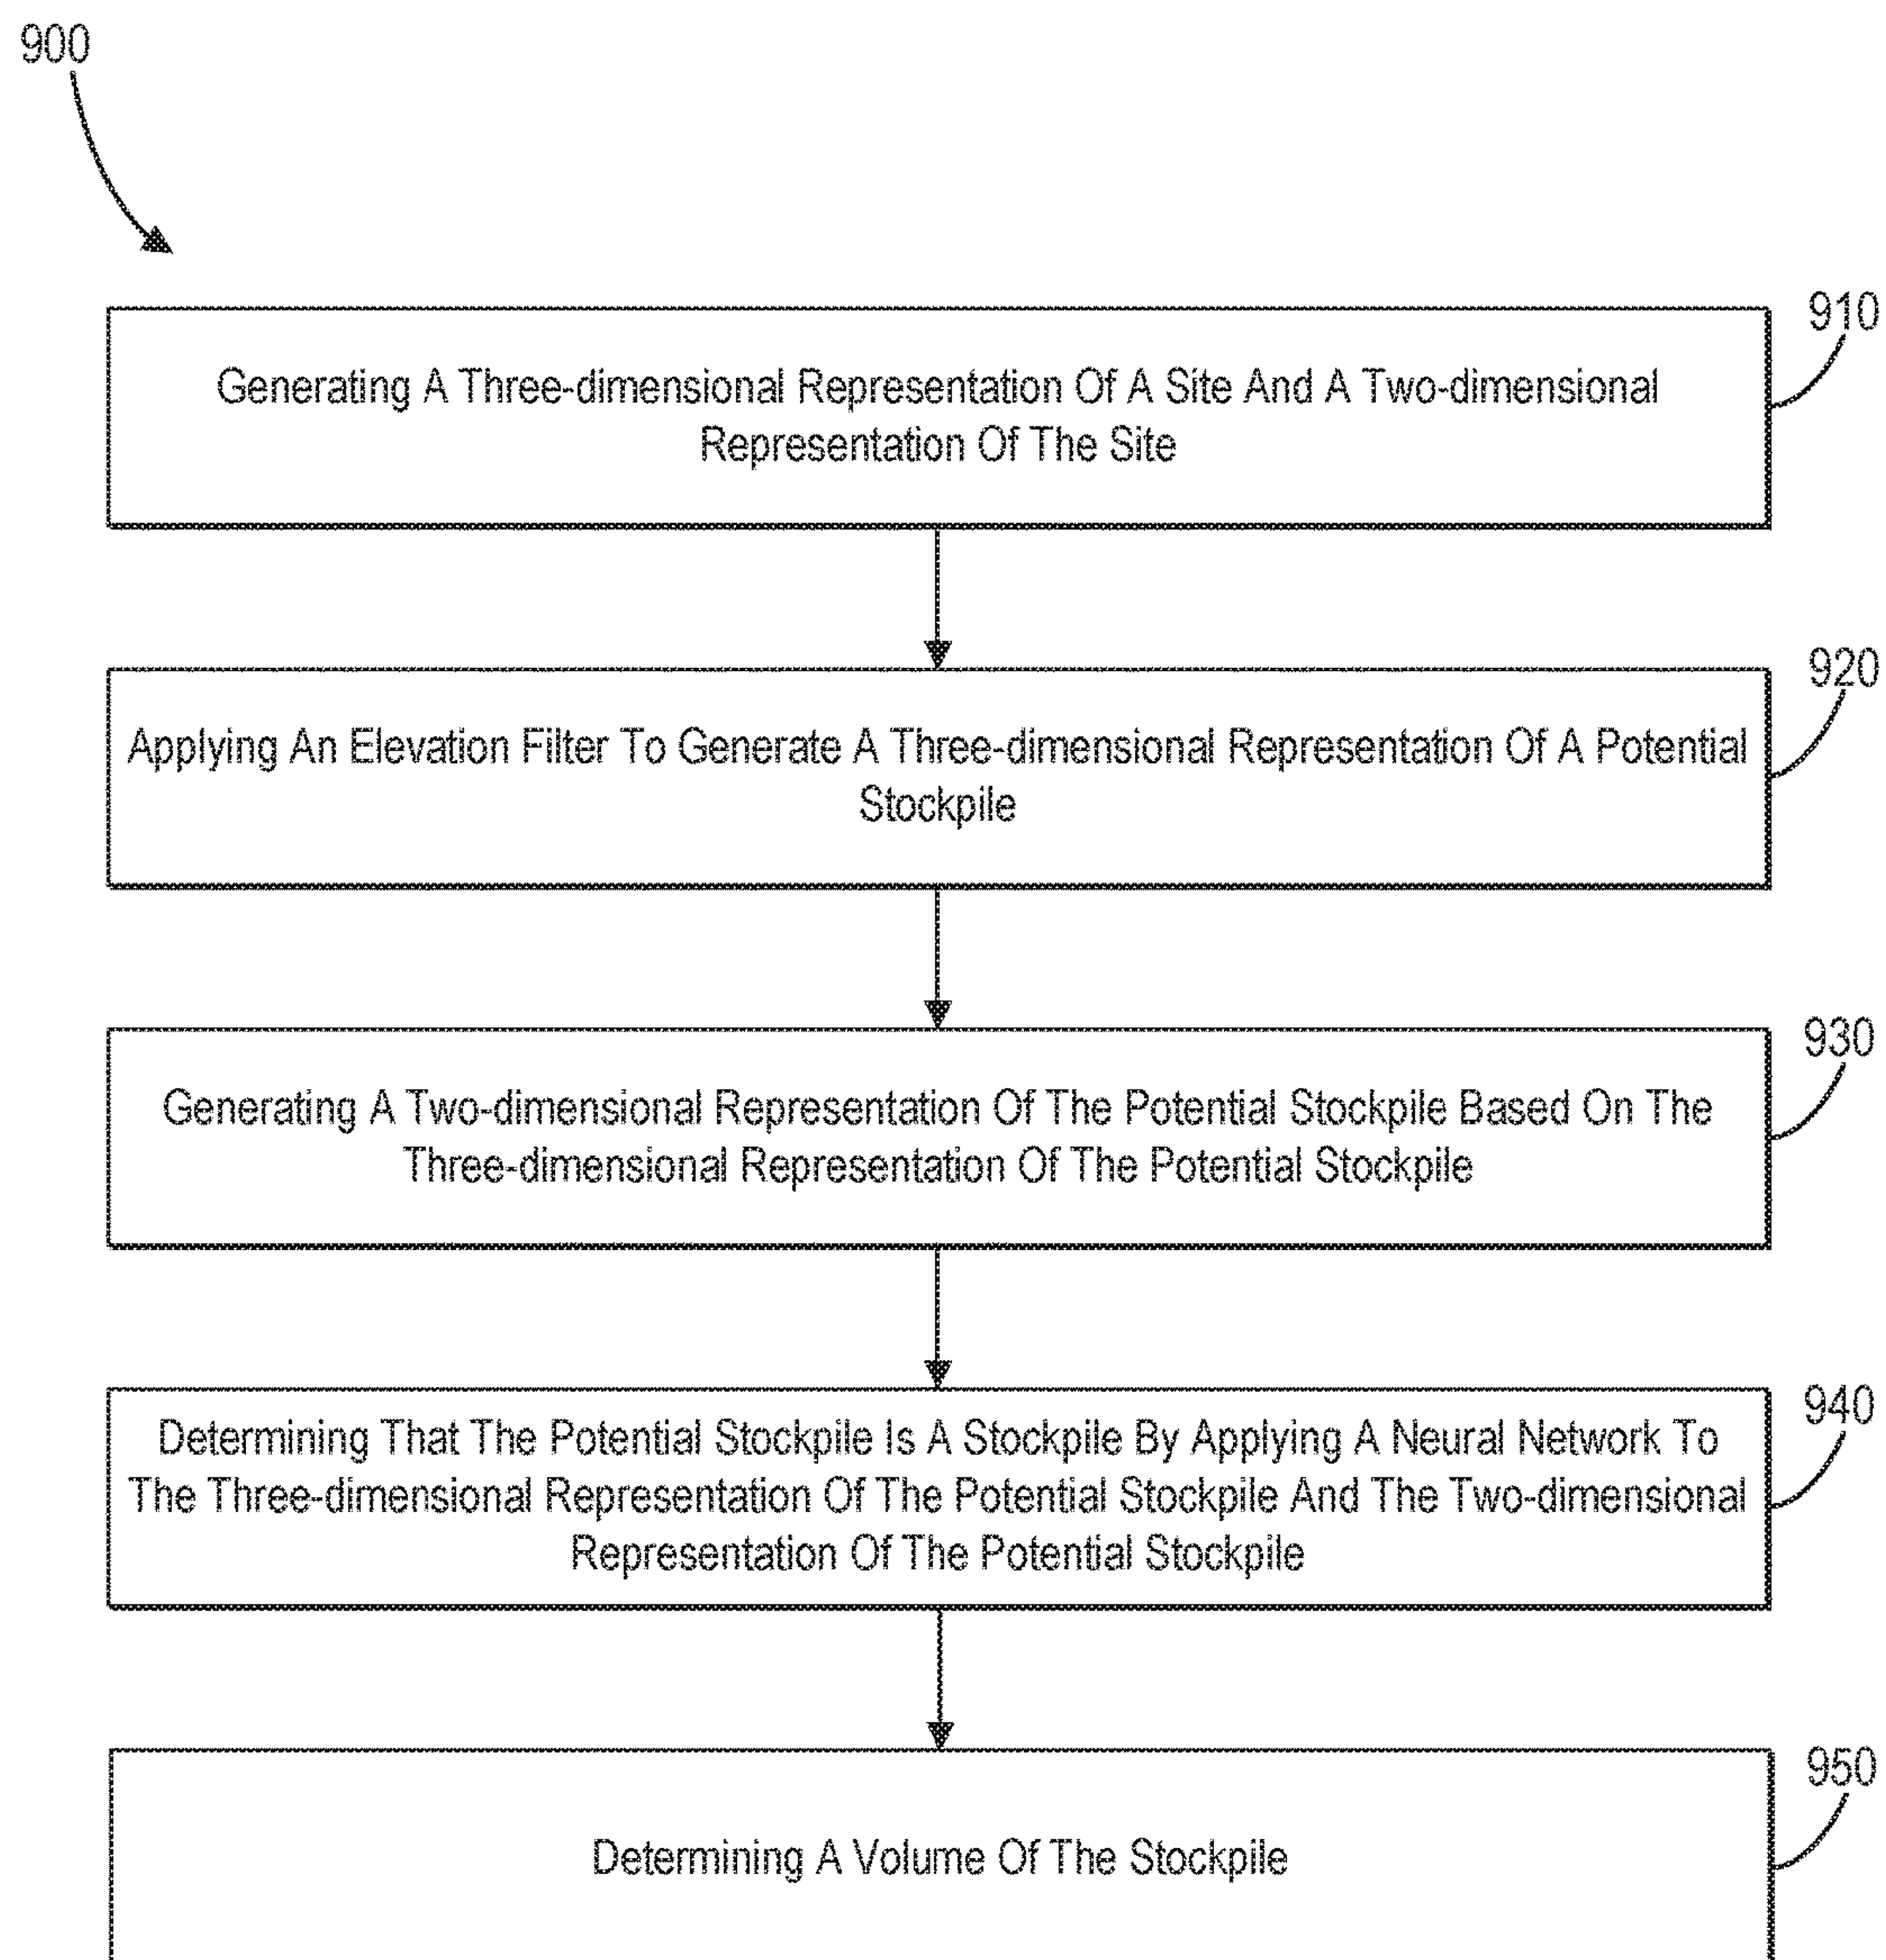 900
910
Generating A Three-dimensional Representation Of A Site And A Two-dimensional
Representation Of The Site
920
Applying An Elevation Filter To Generate A Three-dimensional Representation Of A Potential
Stockpile
930
Generating A Two-dimensional Representation Of The Potential Stockpile Based On The
Three-dimensional Representation Of The Potential Stockpile
940
Determining That The Potential Stockpile Is A Stockpile By Applying A Neural Network To
The Three-dimensional Representation Of The Potential Stockpile And The Two-dimensional
Representation Of The Potential Stockpile
950
Determining A Volume Of The Stockpile